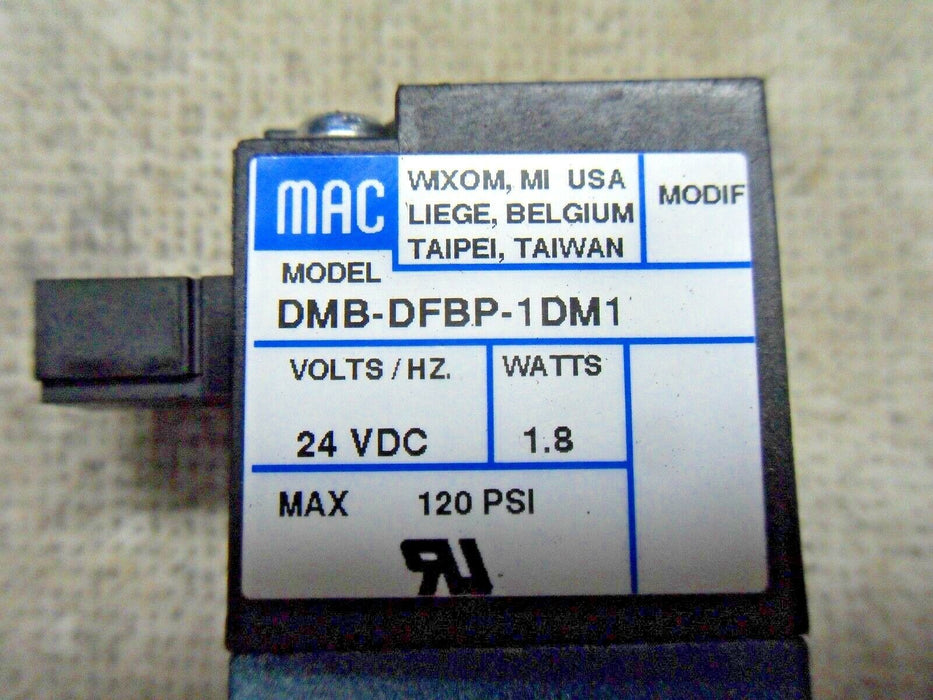 MAC
WIXOM, MI USA
LIEGE, BELGIUM
TAIPEI, TAIWAN
MODIF
MODEL
DMB-DFBP-1DM1
VOLTS / HZ.
WATTS
24 VDC
1.8
MAX 120 PSI